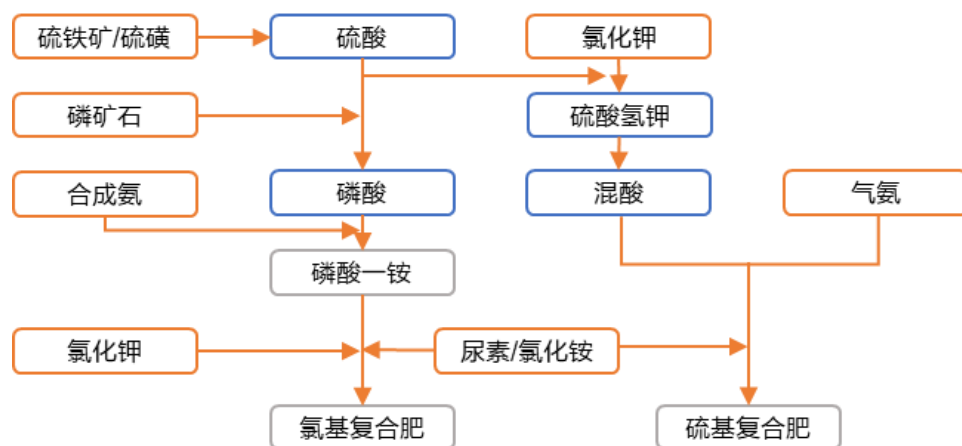 硫铁矿/硫磺
硫酸
氯化钾
磷矿石
硫酸氢钾
合成氨
磷酸
混酸
气氨
磷酸一铵
氯化钾
尿素/氯化铵
氯基复合肥
硫基复合肥